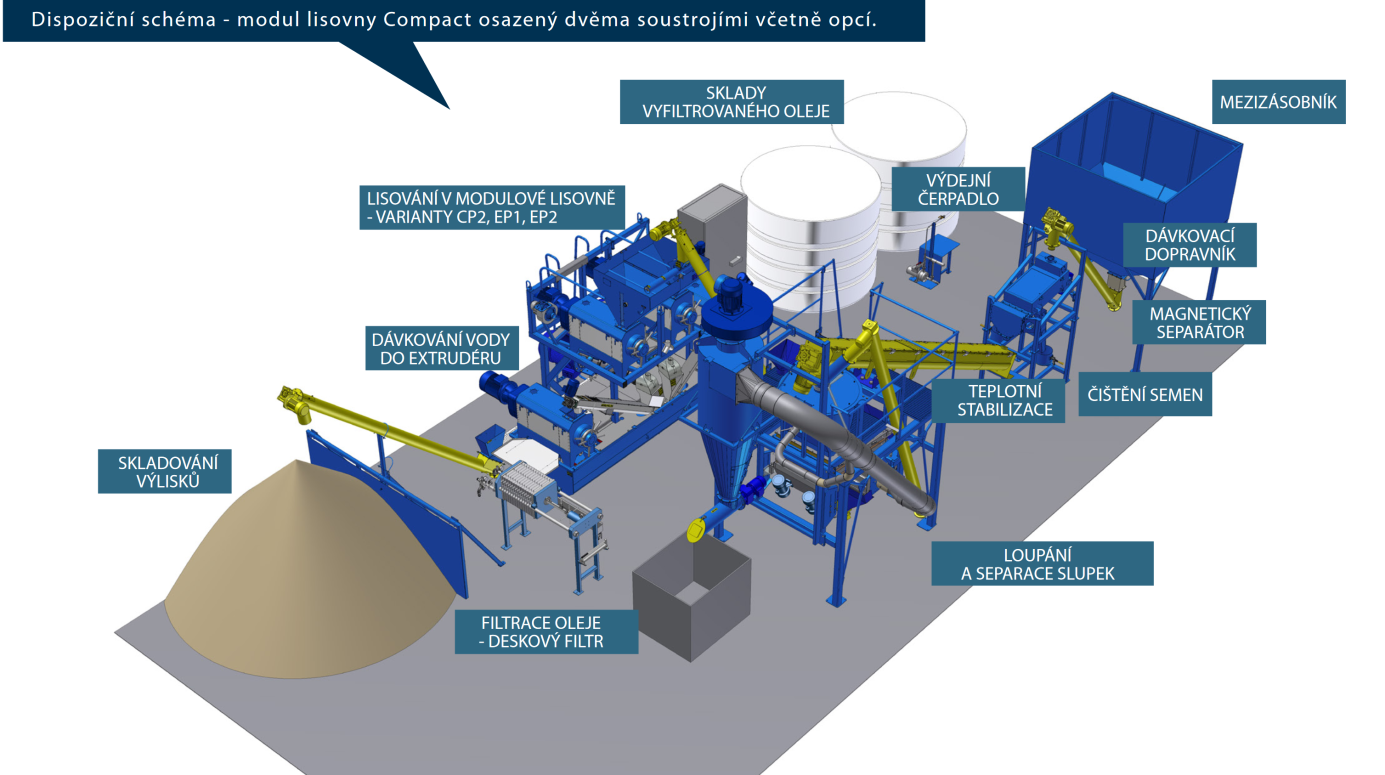 Dispoziční schéma - modul lisovny Compact osazený dvěma soustrojími včetně opcí.
SKLADY
VYFILTROVANÉHO OLEJE
MEZIZÁSOBNÍK
VÝDEJNÍ
ČERPADLO
LISOVÁNÍ V MODULOVÉ LISOVNĚ
- VARIANTY CP2, EP1, EP2
DÁVKOVACÍ
DOPRAVNÍK
MAGNETICKÝ
SEPARÁTOR
DÁVKOVÁNÍ VODY
DO EXTRUDÉRU
TEPLOTNÍ
STABILIZACE
ČIŠTĚNÍ SEMEN
SKLADOVÁNÍ
VÝLISKŮ
LOUPÁNÍ
A SEPARACE SLUPEK
FILTRACE OLEJE
- DESKOVÝ FILTR